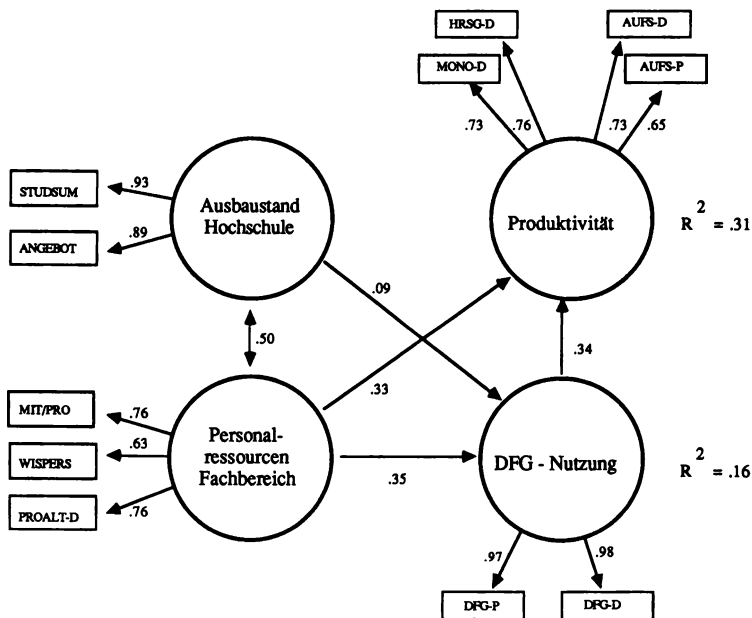 HRSG-D
AUFS-D
MONO-D
AUFS-P
.73
.76
.73
.65
STUDSUM
.93
Ausbaustand
Hochschule
Produktivität
R 2 = .31
ANGEBOT
.89
.09
.50
.34
.33
MIT/PRO
.76
Personal-
ressourcen
Fachbereich
WISPERS
.63
DFG - Nutzung
R 2 = .16
.35
PROALT-D
.76
.97
.98
DFG-P
DFG-D